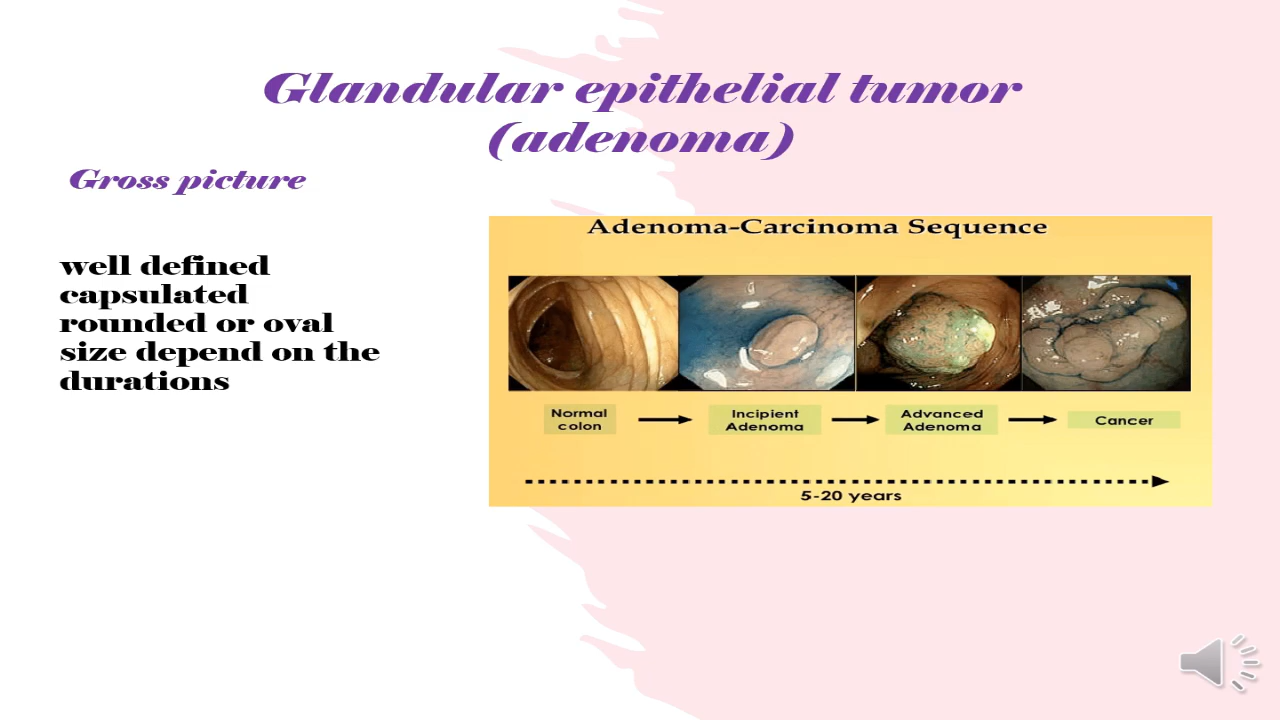 Glandular epithelial tumor
(adenoma)
Gross picture
well defined
capsulated
rounded or oval
size depend on the
durations
Adenoma-Carcinoma Sequence
Normal
colon
Incipient
Adenoma
Advanced
Adenoma
Cancer
5-20 years